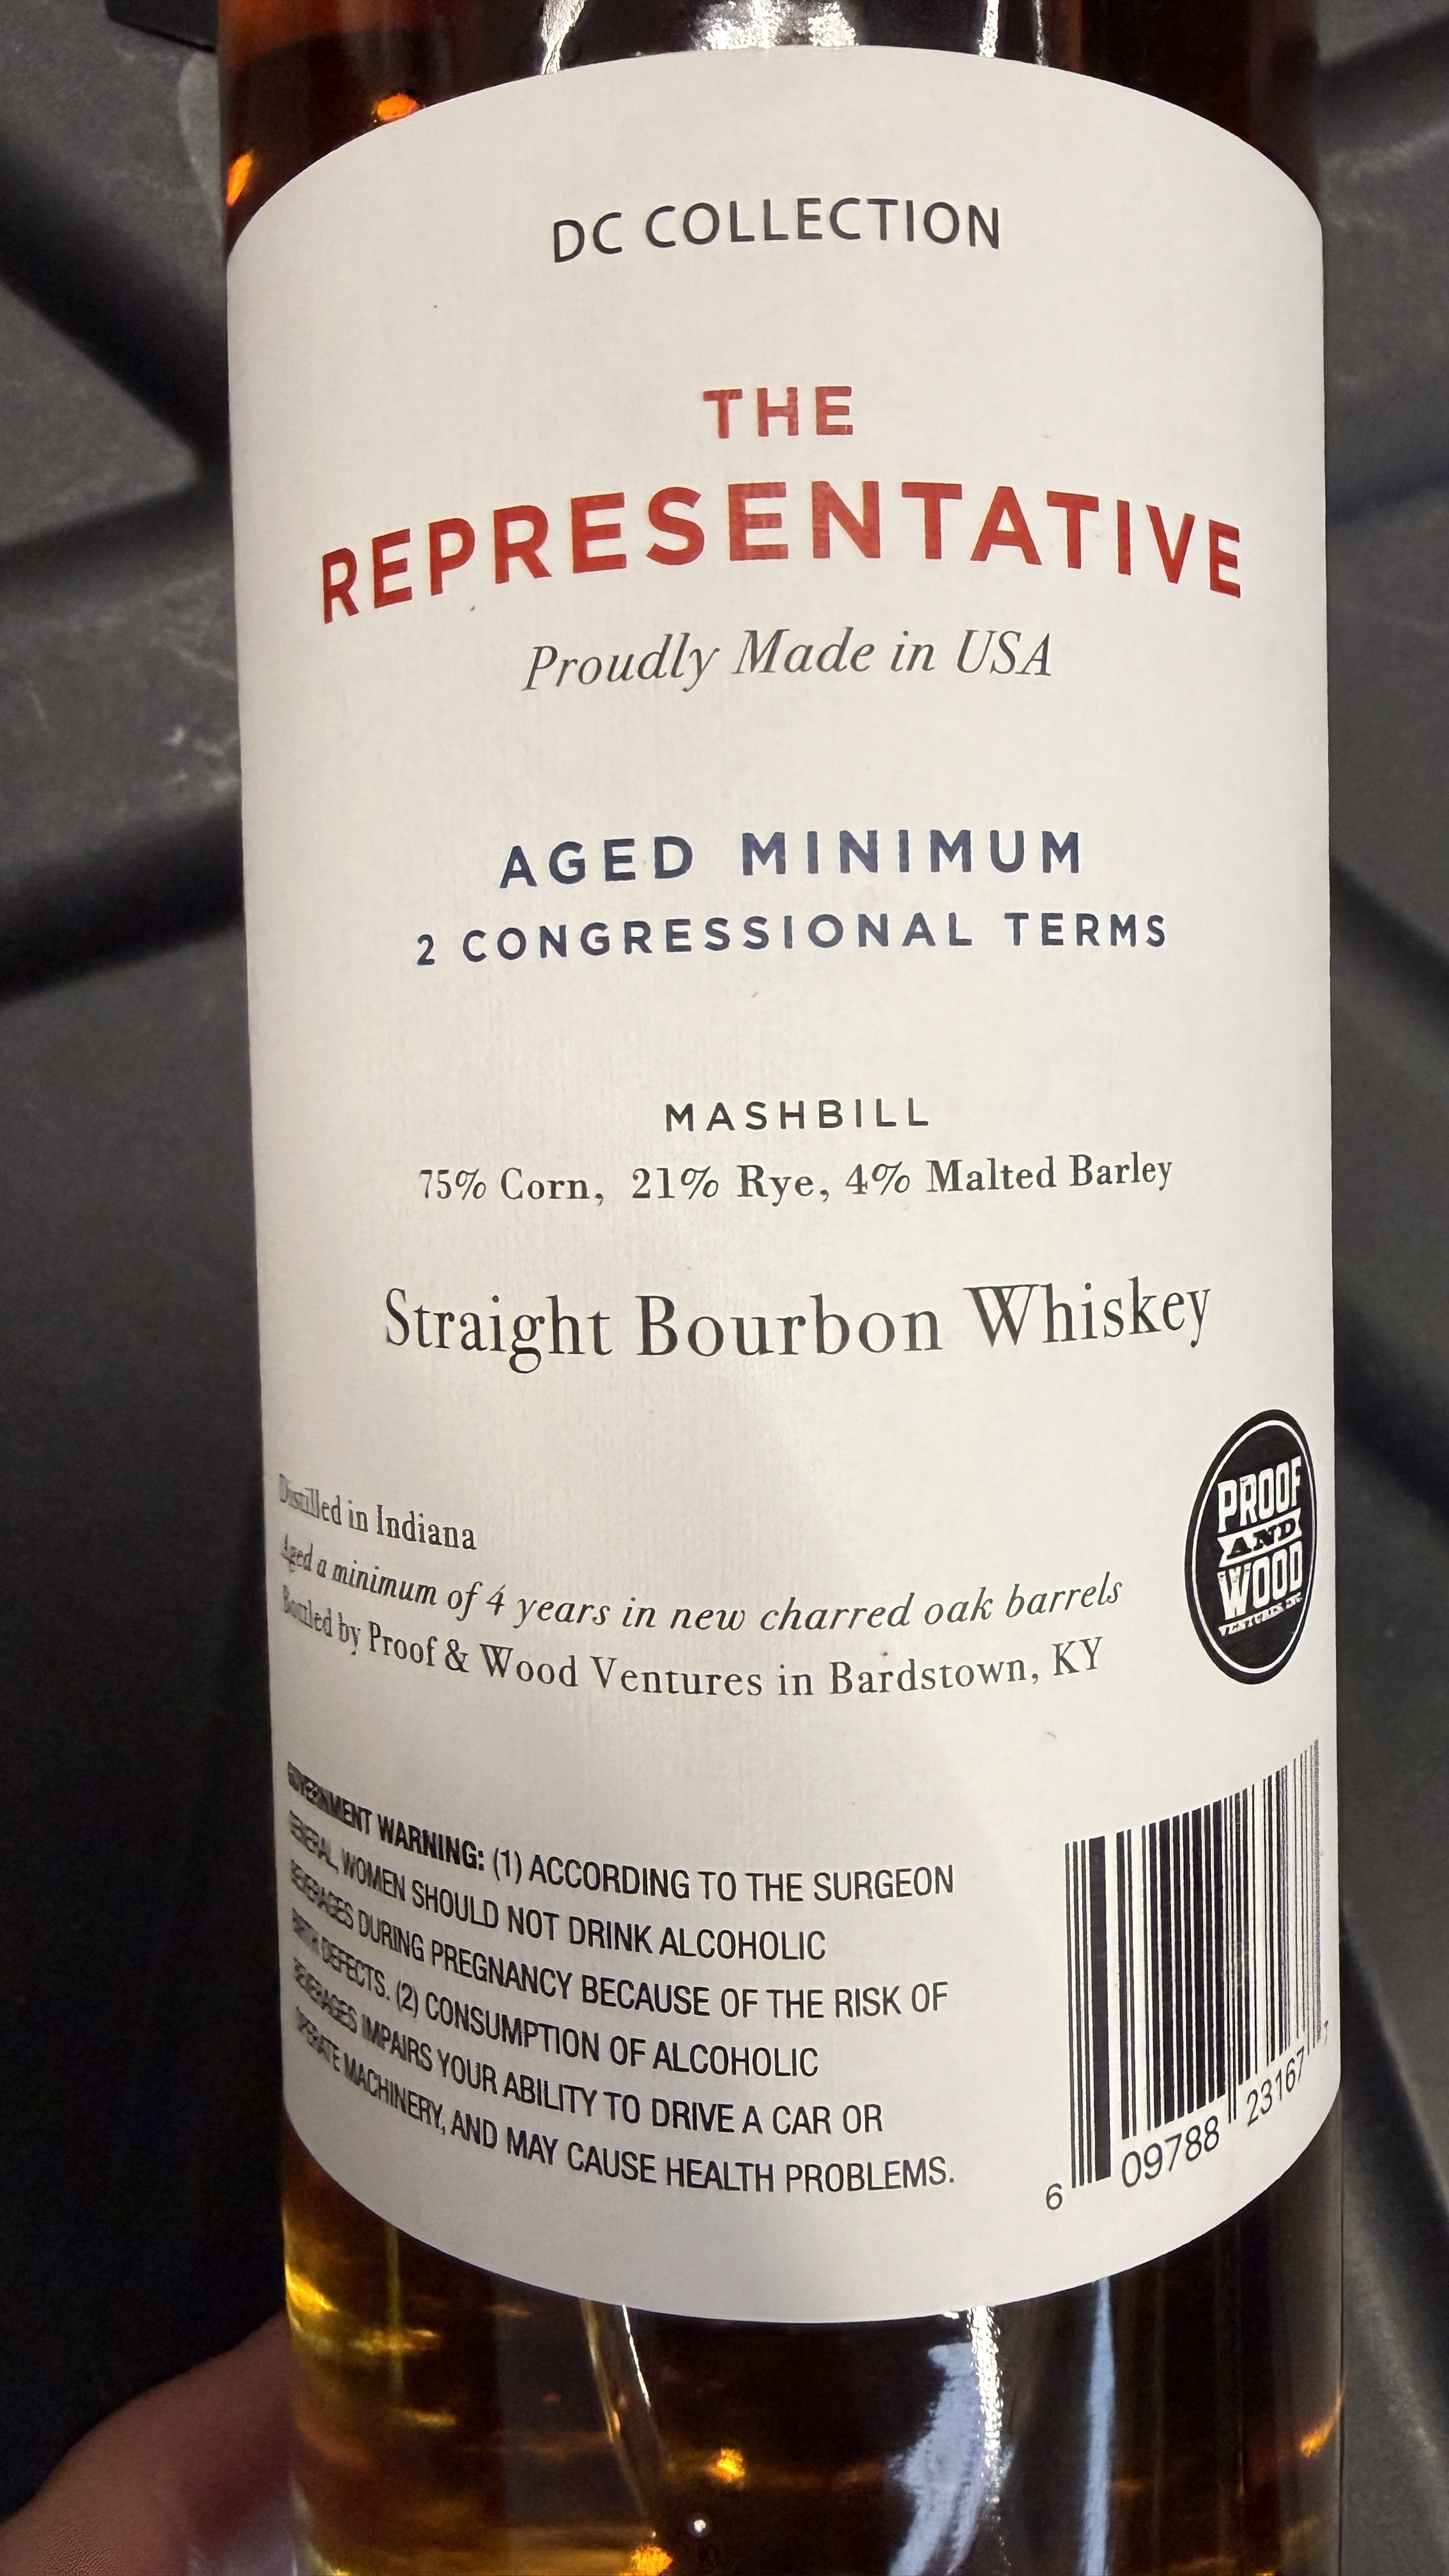 DC COLLECTION
THE
REPRESENTATIVE
Proudly Made in USA
AGED MINIMUM
2 CONGRESSIONAL TERMS
MASHBILL
75% Corn, 21% Rye, 4% Malted Barley
Straight Bourbon Whiskey
Distilled in Indiana
Aged a minimum of 4 years in new charred oak barrels
Bottled by Proof & Wood Ventures in Bardstown, KY
PROOF
AND
WOOD
VENTURES INC.
GOVERNMENT WARNING: (1) ACCORDING TO THE SURGEON
GENERAL, WOMEN SHOULD NOT DRINK ALCOHOLIC
BEVERAGES DURING PREGNANCY BECAUSE OF THE RISK OF
BIRTH DEFECTS. (2) CONSUMPTION OF ALCOHOLIC
BEVERAGES IMPAIRS YOUR ABILITY TO DRIVE A CAR OR
OPERATE MACHINERY, AND MAY CAUSE HEALTH PROBLEMS.
6 09788 23167 7